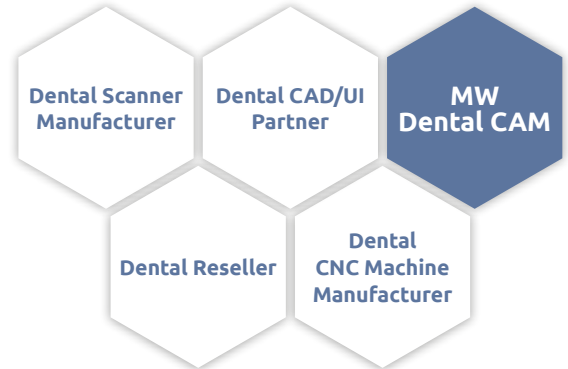 Dental Scanner
Manufacturer
Dental CAD/UI
Partner
MW
Dental CAM
Dental Reseller
Dental
CNC Machine
Manufacturer